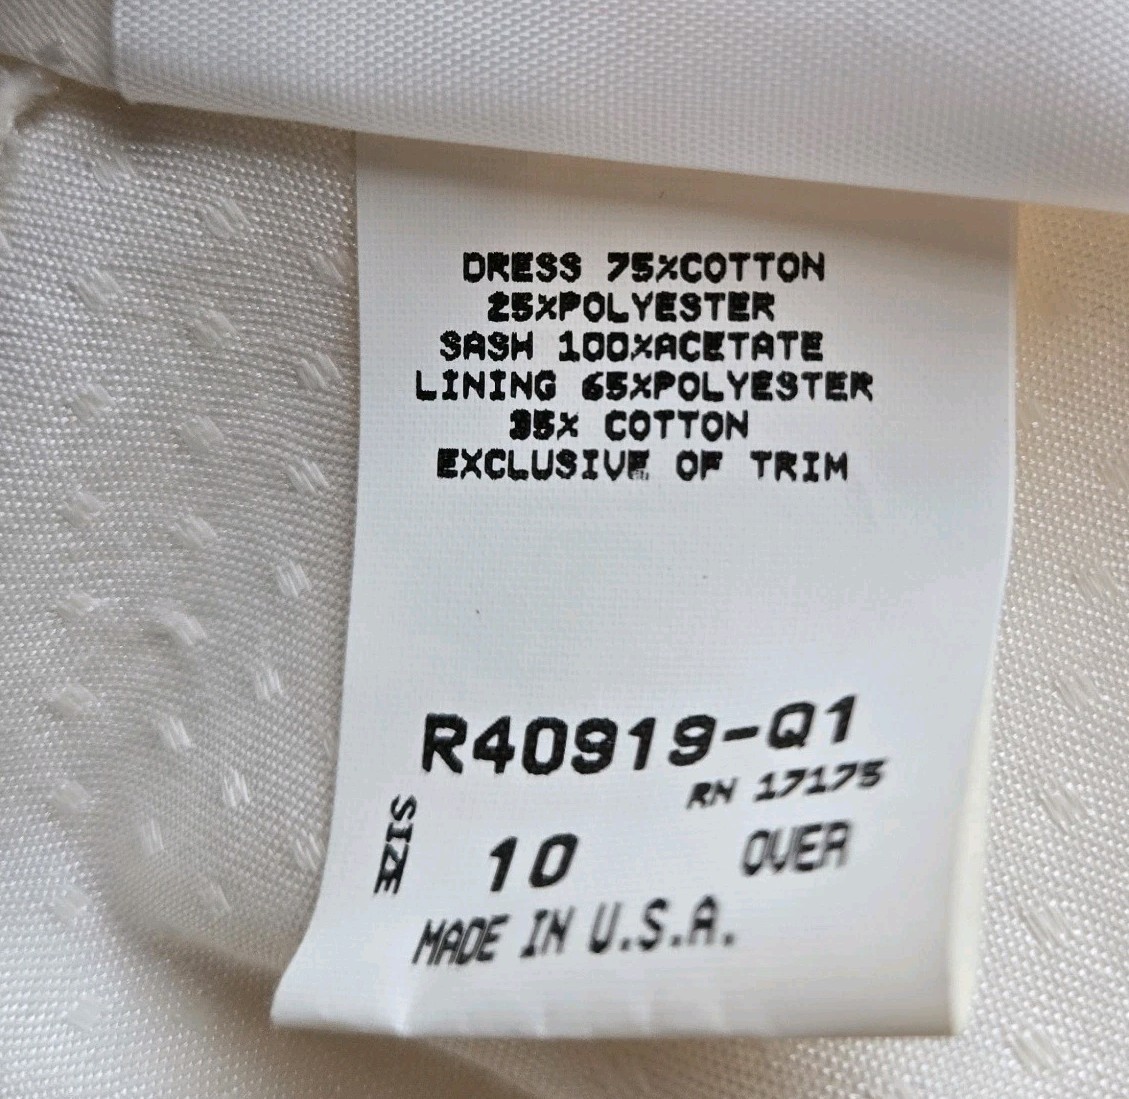 DRESS 75%COTTON
25%POLYESTER
SASH 100%ACETATE
LINING 65%POLYESTER
35% COTTON
EXCLUSIVE OF TRIM
R40919-Q1
RN 17175
SIZE
10 OVER
MADE IN U.S.A.